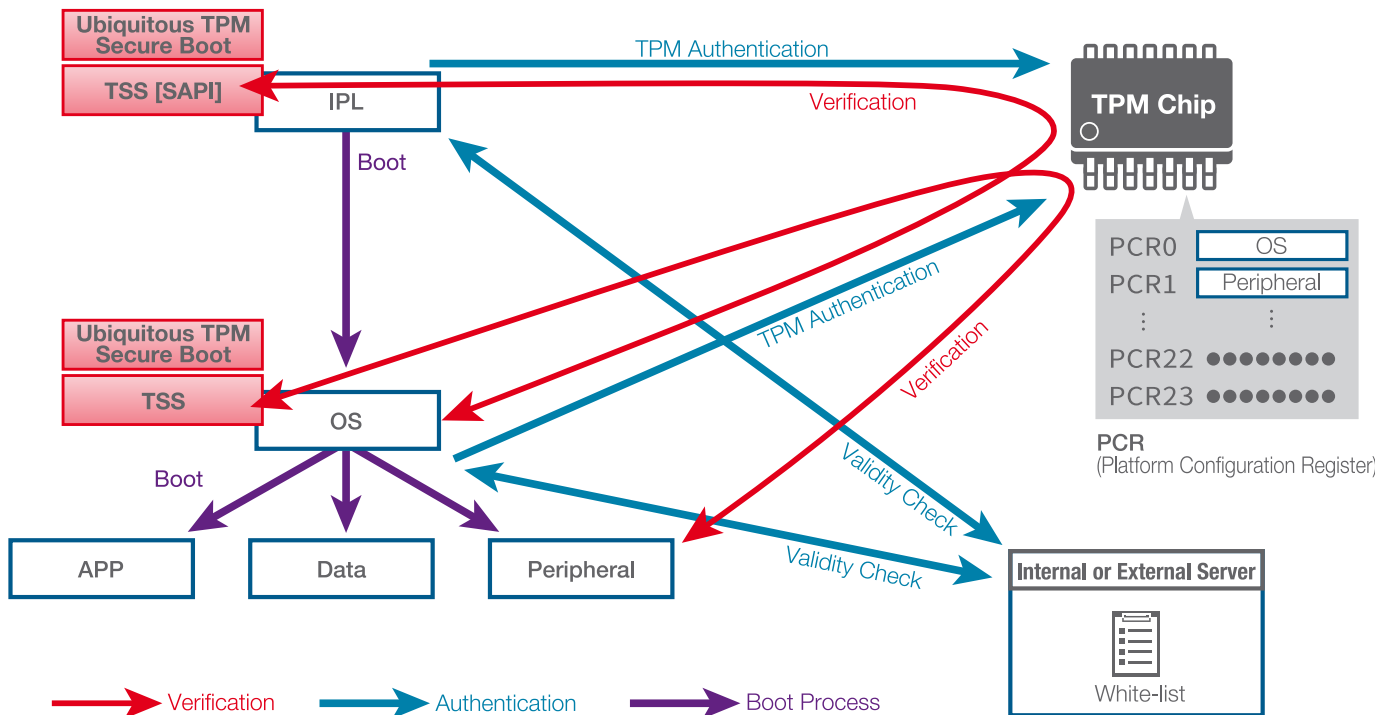 Ubiquitous TPM
Secure Boot
TSS [SAPI]
IPL
TPM Authentication
Verification
TPM Chip
Boot
PCR0
OS
PCR1
Peripheral
⋮
⋮
PCR22 ●●●●●●●●
PCR23 ●●●●●●●●
PCR
(Platform Configuration Register)
Ubiquitous TPM
Secure Boot
TSS
OS
TPM Authentication
Verification
Boot
Validity Check
Validity Check
APP
Data
Peripheral
Internal or External Server
White-list
Verification
Authentication
Boot Process